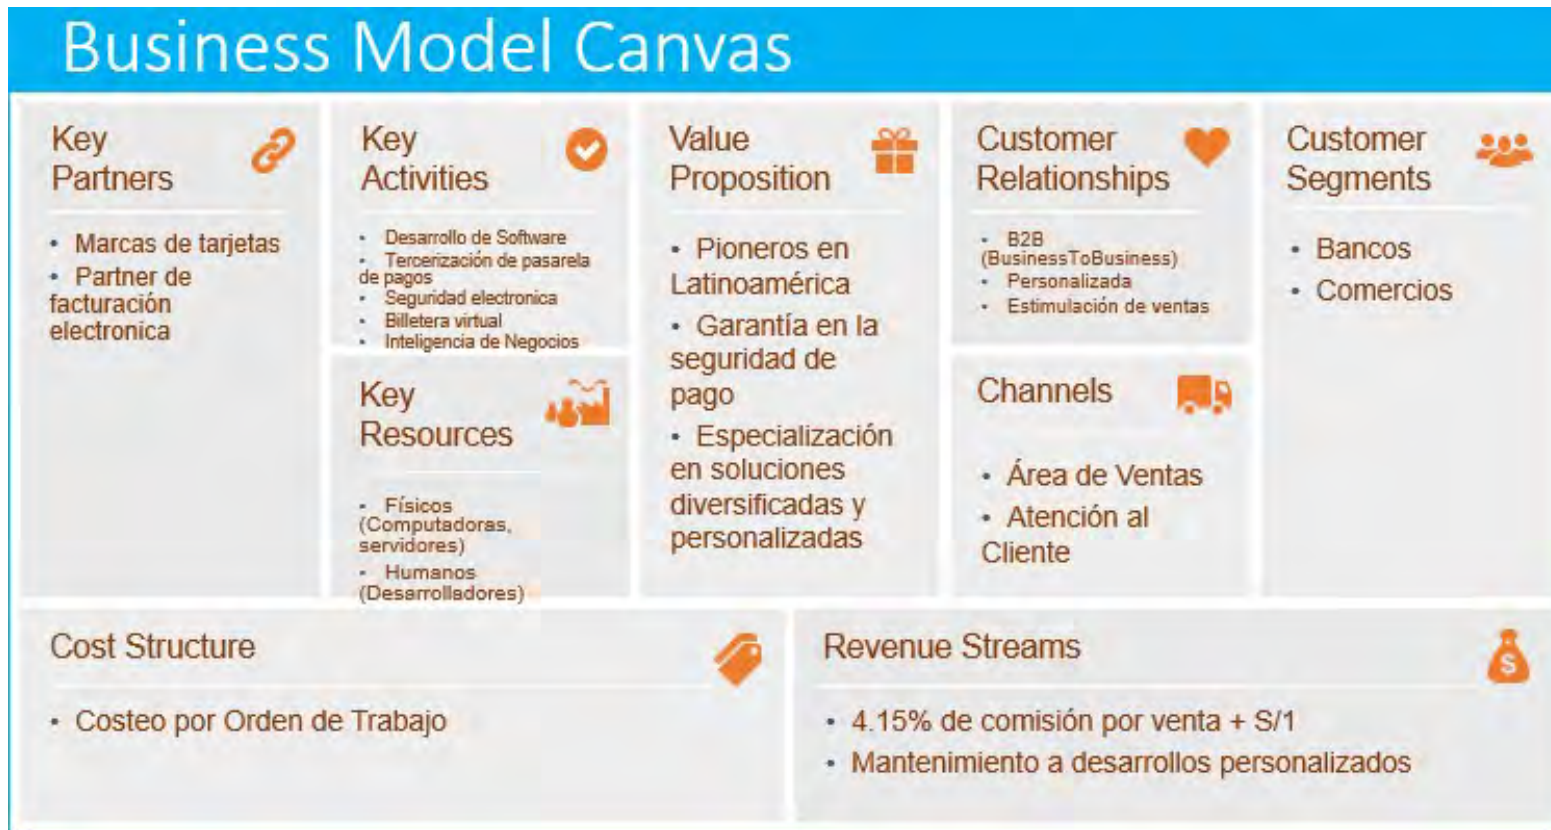 Business Model Canvas
Key
Partners
• Marcas de tarjetas
• Partner de
facturación
electronica
Key
Activities
• Desarrollo de Software
• Tercerización de pasarela
de pagos
• Seguridad electronica
• Billetera virtual
• Inteligencia de Negocios
Key
Resources
• Físicos
(Computadoras,
servidores)
• Humanos
(Desarrolladores)
Value
Proposition
• Pioneros en
Latinoamérica
• Garantía en la
seguridad de
pago
• Especialización
en soluciones
diversificadas y
personalizadas
Customer
Relationships
• B2B
(BusinessToBusiness)
• Personalizada
• Estimulación de ventas
Channels
• Área de Ventas
• Atención al
Cliente
Customer
Segments
• Bancos
• Comercios
Cost Structure
• Costeo por Orden de Trabajo
Revenue Streams
$
• 4.15% de comisión por venta + S/1
• Mantenimiento a desarrollos personalizados